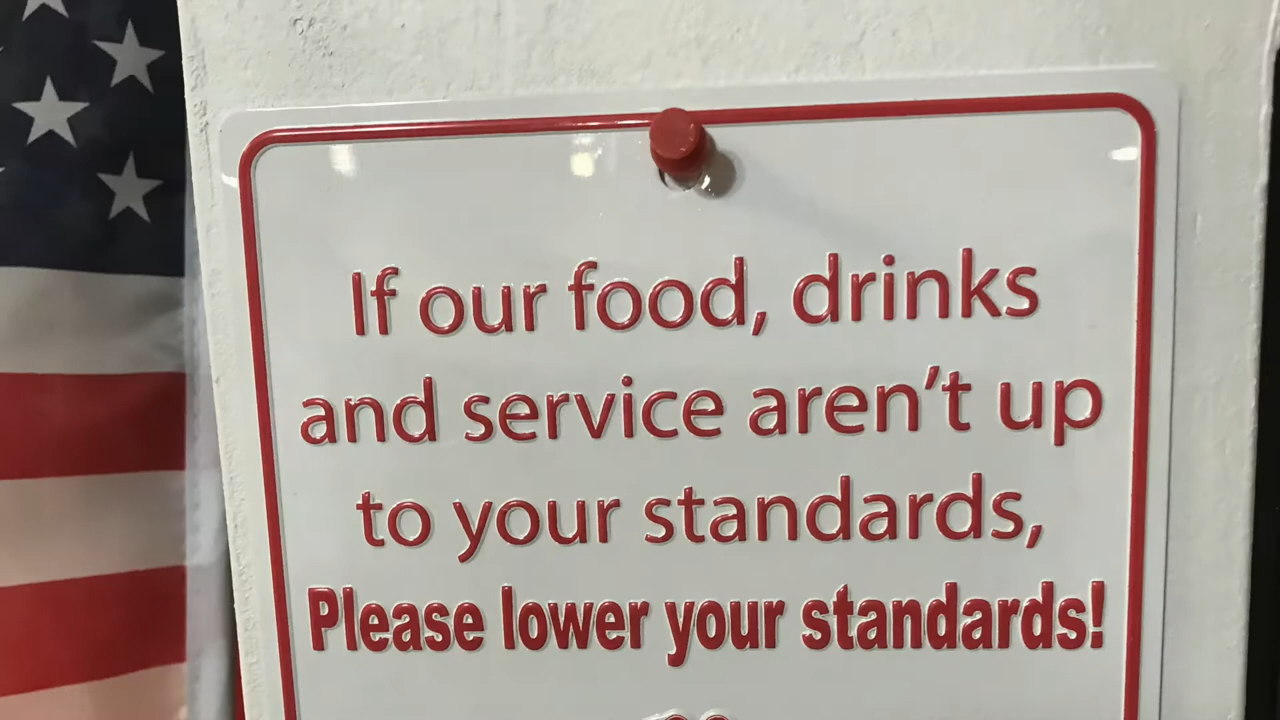 If our food, drinks
and service aren’t up
to your standards,
Please lower your standards!